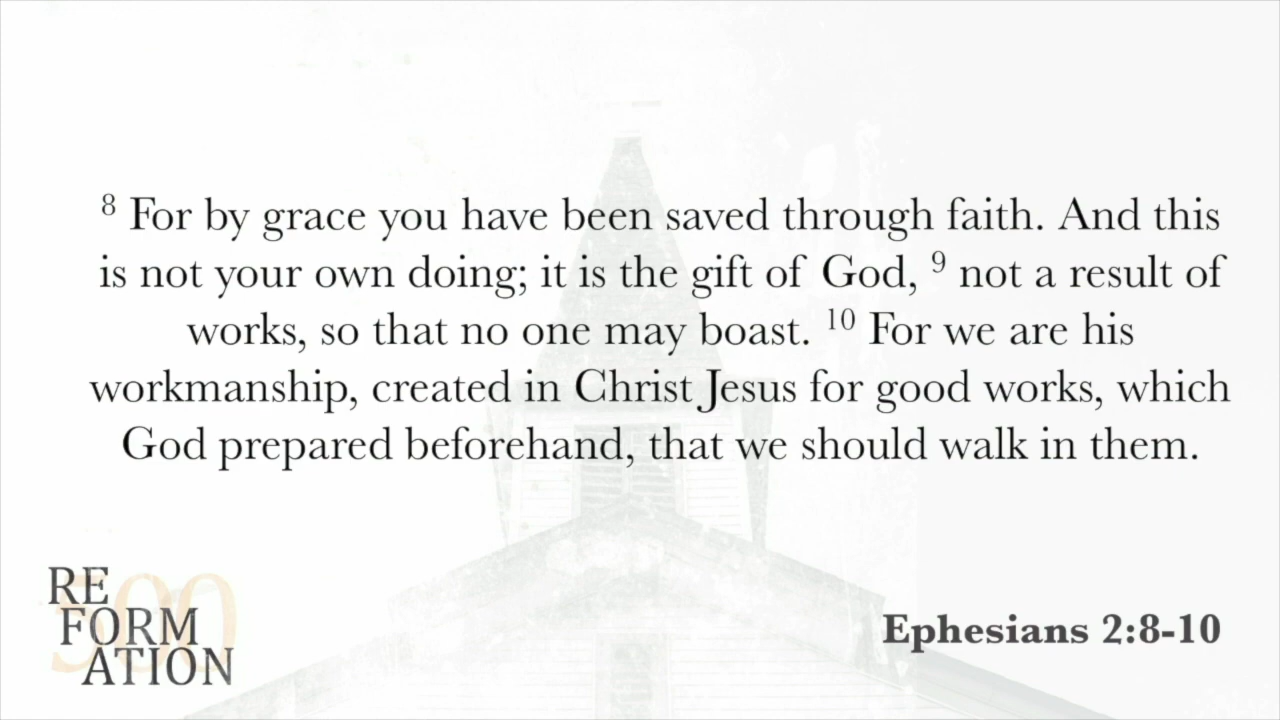 8 For by grace you have been saved through faith. And this
is not your own doing; it is the gift of God, 9 not a result of
works, so that no one may boast. 10 For we are his
workmanship, created in Christ Jesus for good works, which
God prepared beforehand, that we should walk in them.
500
RE
FORM
ATION
Ephesians 2:8-10